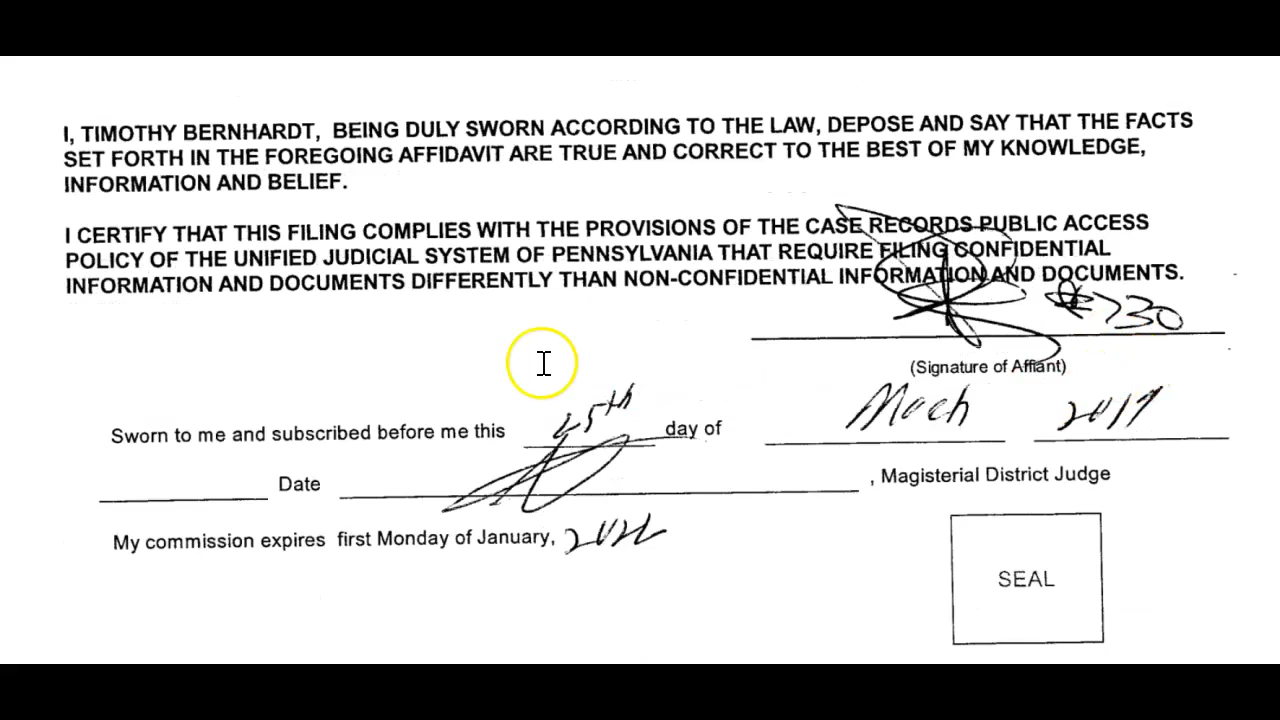 I, TIMOTHY BERNHARDT, BEING DULY SWORN ACCORDING TO THE LAW, DEPOSE AND SAY THAT THE FACTS
SET FORTH IN THE FOREGOING AFFIDAVIT ARE TRUE AND CORRECT TO THE BEST OF MY KNOWLEDGE,
INFORMATION AND BELIEF.
I CERTIFY THAT THIS FILING COMPLIES WITH THE PROVISIONS OF THE CASE RECORDS PUBLIC ACCESS
POLICY OF THE UNIFIED JUDICIAL SYSTEM OF PENNSYLVANIA THAT REQUIRE FILING CONFIDENTIAL
INFORMATION AND DOCUMENTS DIFFERENTLY THAN NON-CONFIDENTIAL INFORMATION AND DOCUMENTS.
#730
(Signature of Affiant)
Sworn to me and subscribed before me this 25th day of March 2019
Date , Magisterial District Judge
My commission expires first Monday of January, 2022
SEAL